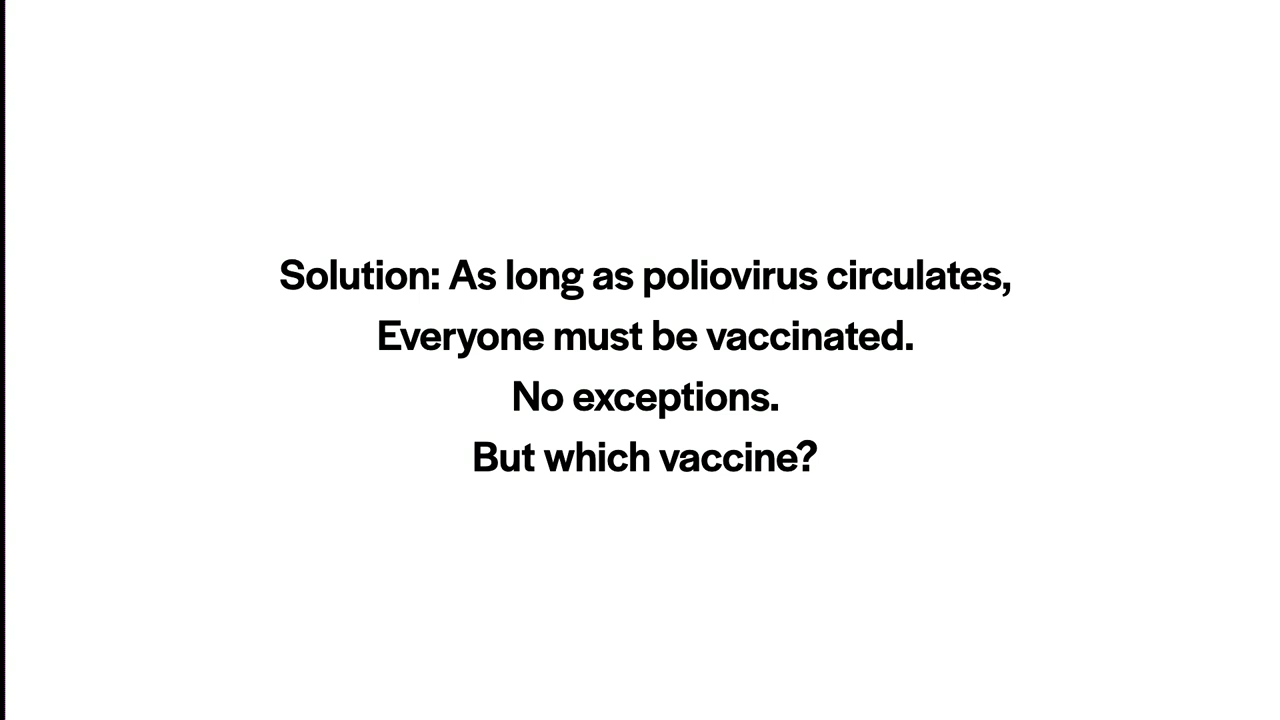 Solution: As long as poliovirus circulates,
Everyone must be vaccinated.
No exceptions.
But which vaccine?